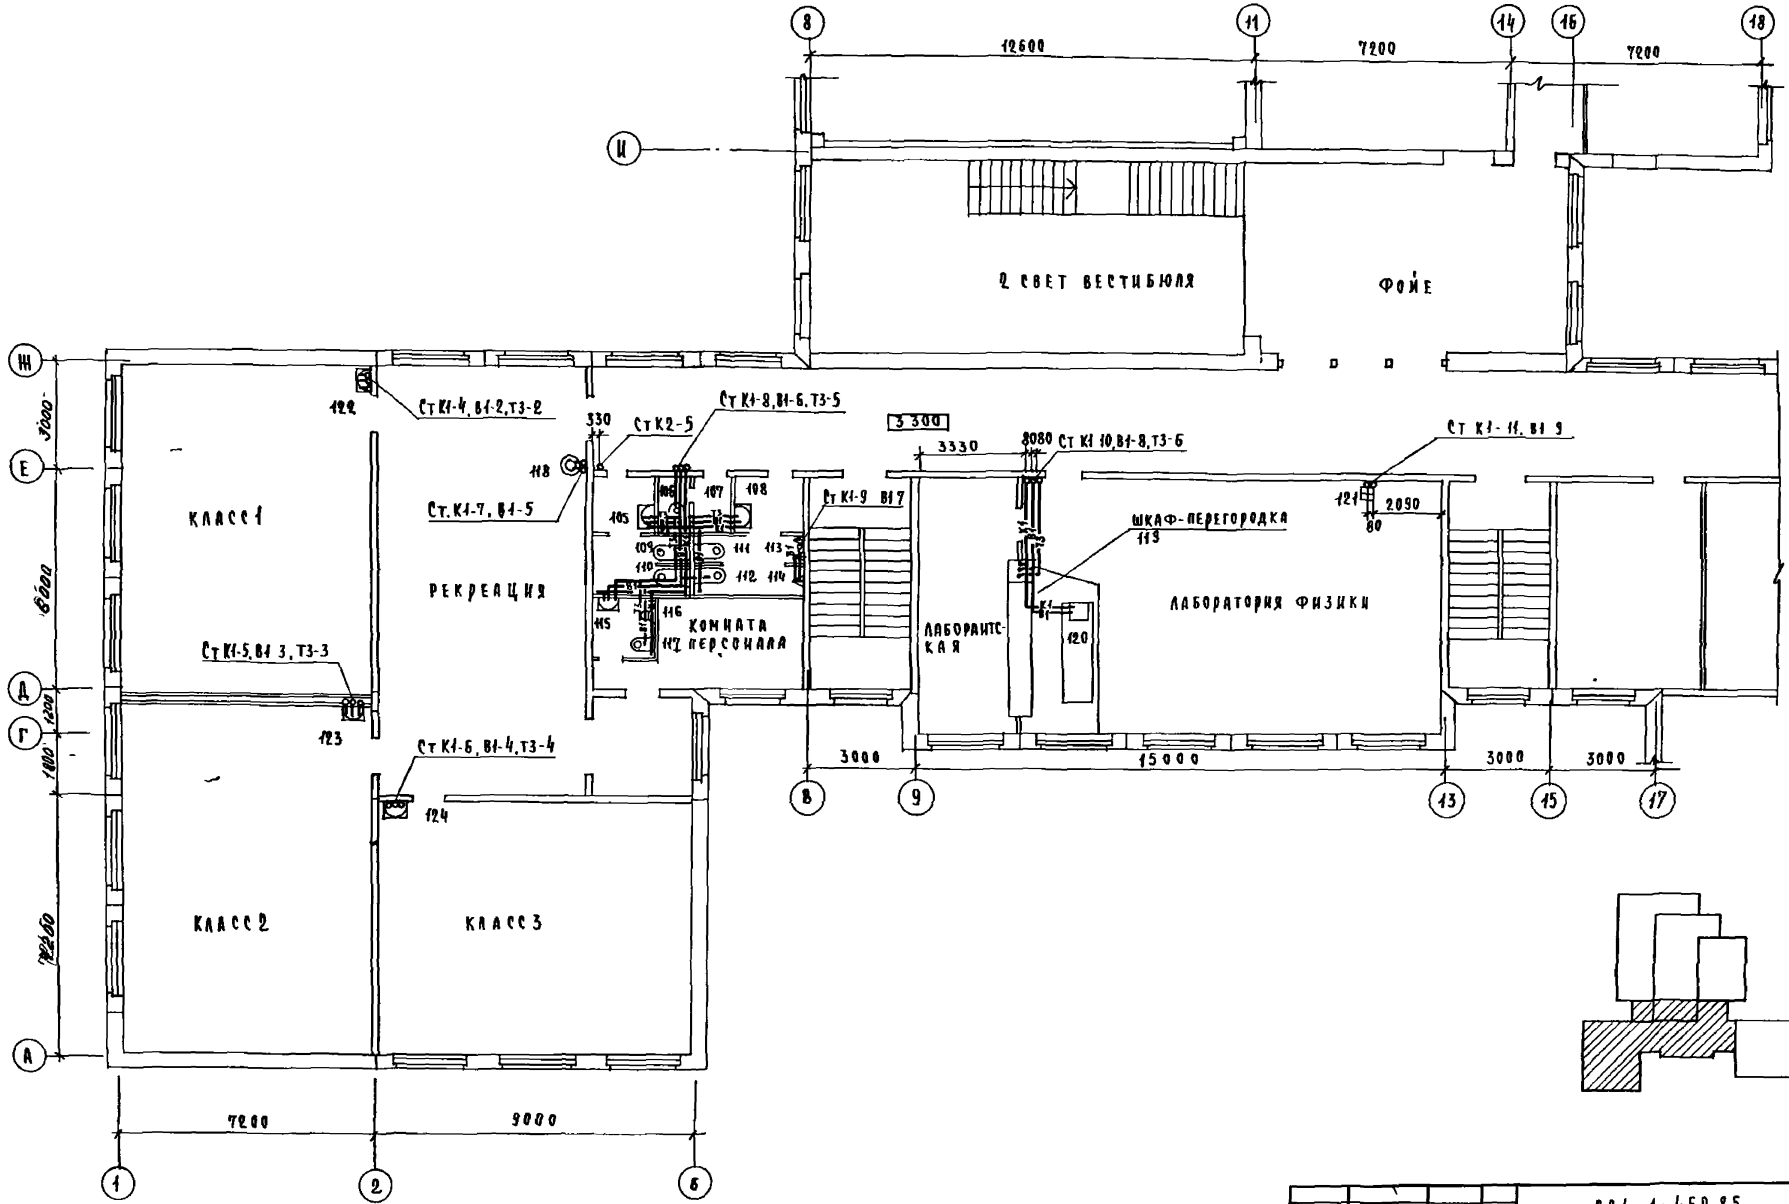 8
11
14
16
18
12600
7200
7200
И
2 СВЕТ ВЕСТИБЮЛЯ
ФОЙЕ
Ж
122
Ст К1-4, В1-2, Т3-2
330
Ст К2-5
Ст К1-8, В1-6, Т3-5
3 300
3330
8080
Ст К1 10, В1-8, Т3-6
Ст К1-11, В1 9
3000
Е
118
КЛАСС 1
Ст. К1-7, В1-5
105
106
107
108
Ст К1-9 В1 7
ШКАФ-ПЕРЕГОРОДКА
119
121
2090
80
109
111
113
110
112
114
6000
РЕКРЕАЦИЯ
115
116
117
КОМНАТА
ПЕРСОНАЛА
ЛАБОРАНТС-
КАЯ
К1
В1
120
ЛАБОРАТОРИЯ ФИЗИКИ
Ст К1-5, В1 3, Т3-3
Д
1200
Г
123
Ст К1-6, В1-4, Т3-4
1800
3000
15000
3000
3000
8
9
13
15
17
124
КЛАСС 2
КЛАСС 3
А
7200
9000
1
2
6